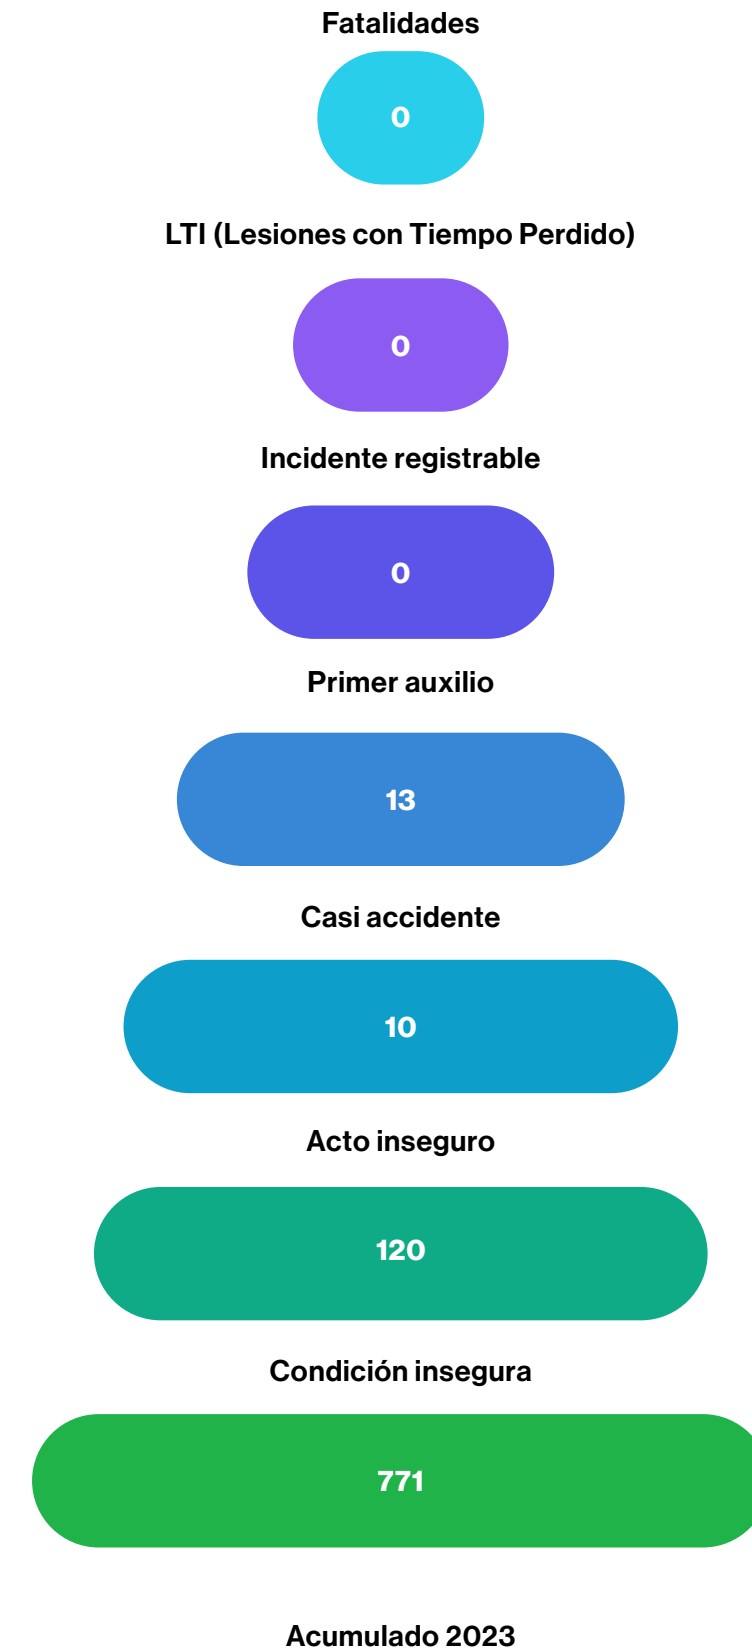 Fatalidades
0
LTI (Lesiones con Tiempo Perdido)
0
Incidente registrable
0
Primer auxilio
13
Casi accidente
10
Acto inseguro
120
Condición insegura
771
Acumulado 2023